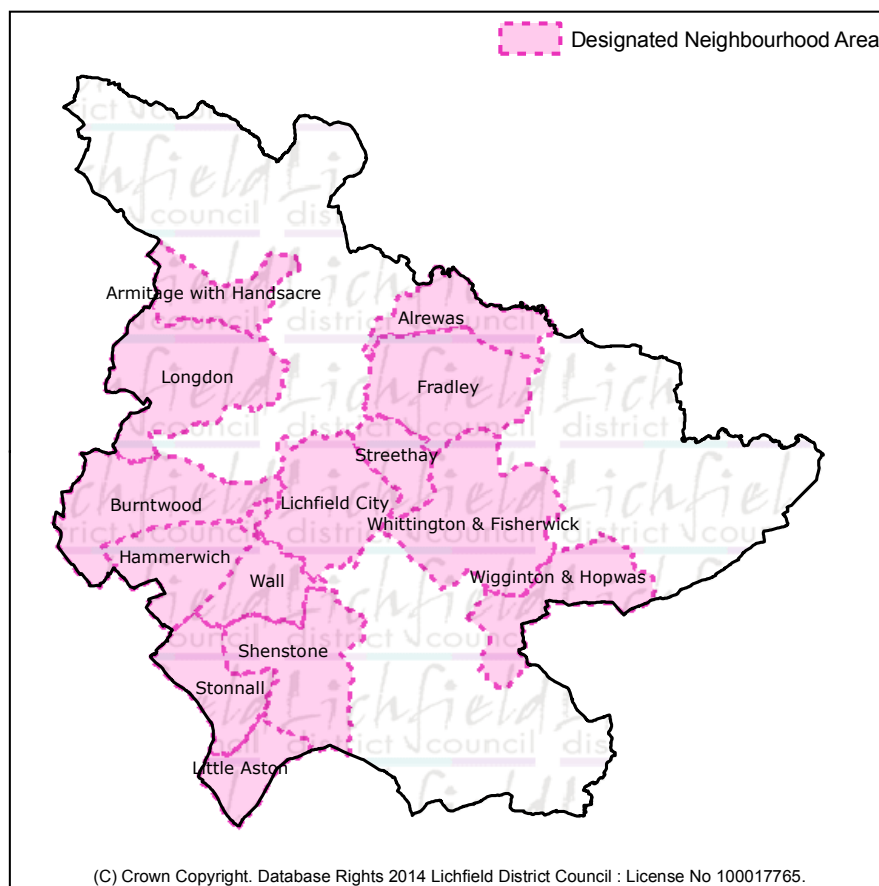 Designated Neighbourhood Area
Armitage with Handsacre
Alrewas
Longdon
Fradley
Streethay
Burntwood
Lichfield City
Whittington & Fisherwick
Hammerwich
Wall
Wigginton & Hopwas
Shenstone
Stonnall
Little Aston
(C) Crown Copyright. Database Rights 2014 Lichfield District Council : License No 100017765.